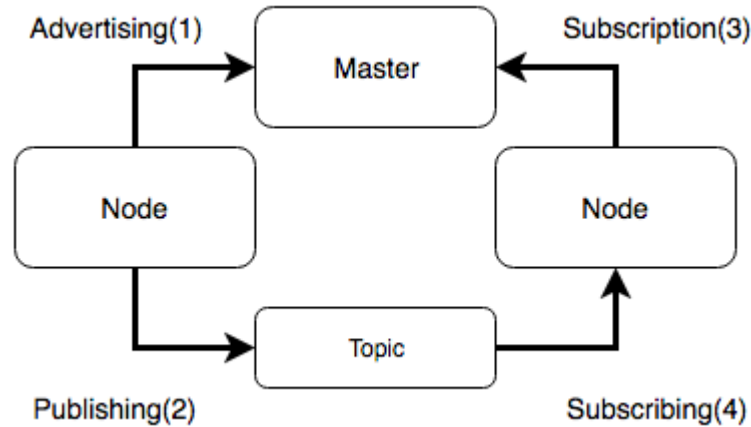 Advertising(1)
Subscription(3)
Master
Node
Node
Topic
Publishing(2)
Subscribing(4)